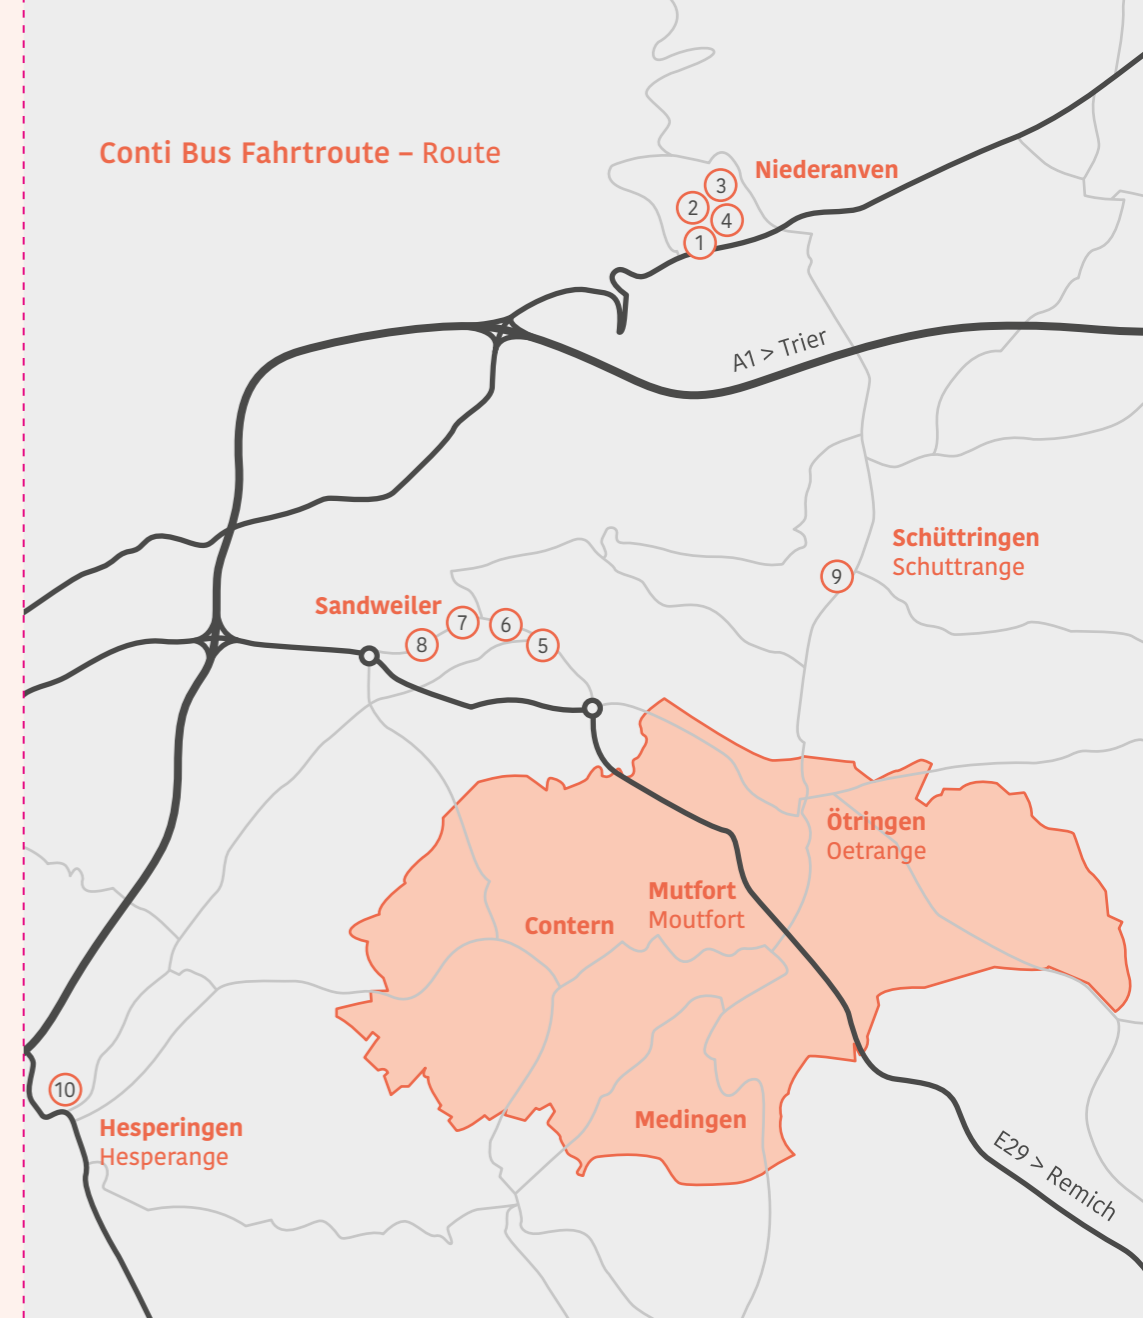 Conti Bus Fahrtroute – Route
Niederanven
3
2
4
1
A1 > Trier
Schüttringen
Schuttrange
9
Sandweiler
7
6
8
5
Ötringen
Oetrange
Mutfort
Moutfort
Contern
10
Hesperingen
Hesperange
Medingen
E29 > Remich